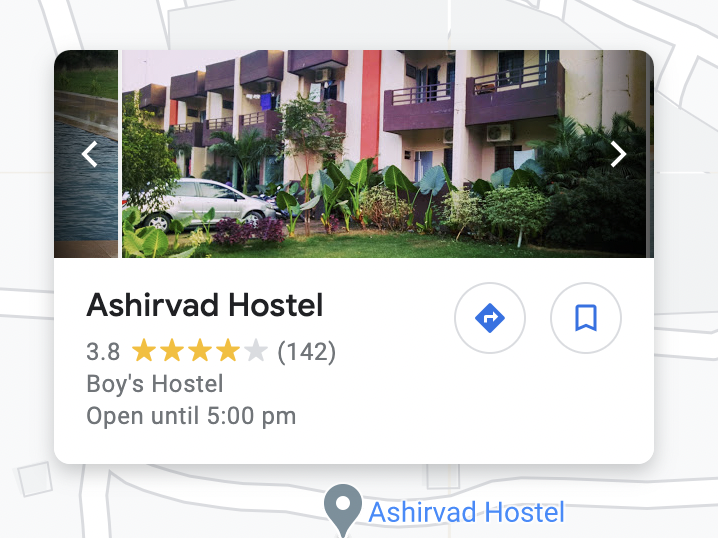 Ashirvad Hostel
3.8 (142)
Boy's Hostel
Open until 5:00 pm
Ashirvad Hostel